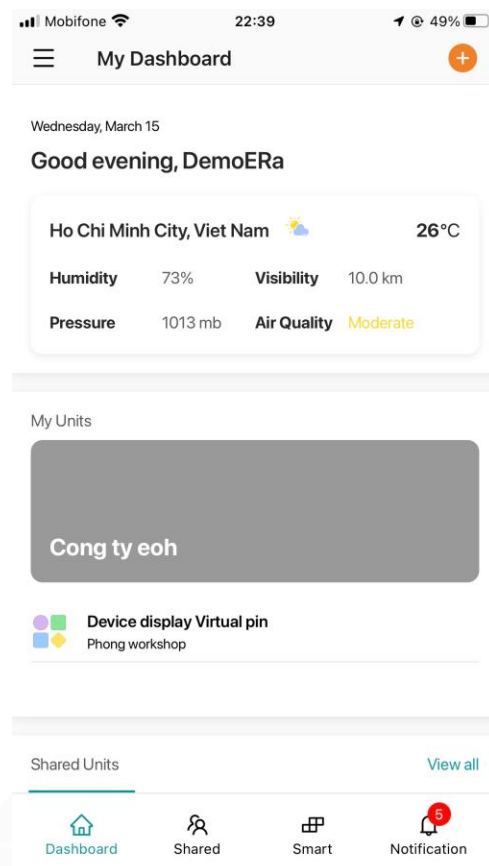 Mobifone 22:39 49%
My Dashboard
Wednesday, March 15
Good evening, DemoERa
Ho Chi Minh City, Viet Nam 26°C
Humidity 73% Visibility 10.0 km
Pressure 1013 mb Air Quality Moderate
My Units
Cong ty eoh
Device display Virtual pin
Phong workshop
Shared Units View all
5
Dashboard Shared Smart Notification